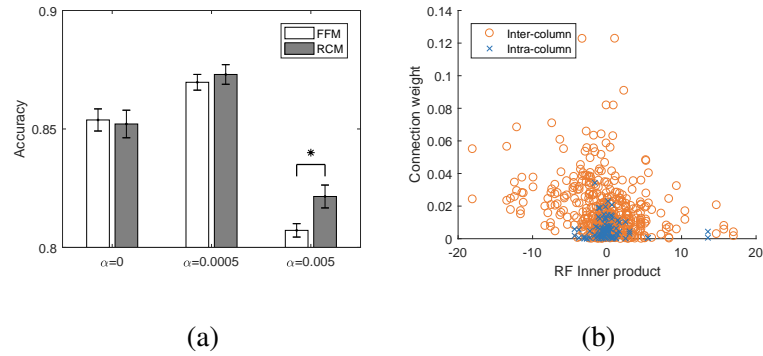 0.9
0.85
0.8
Accuracy
FFM
RCM
*
α=0
α=0.0005
α=0.005
(a)
0.14
0.12
0.1
0.08
0.06
0.04
0.02
0
Connection weight
Inter-column
Intra-column
-20
-10
0
10
20
RF Inner product
(b)